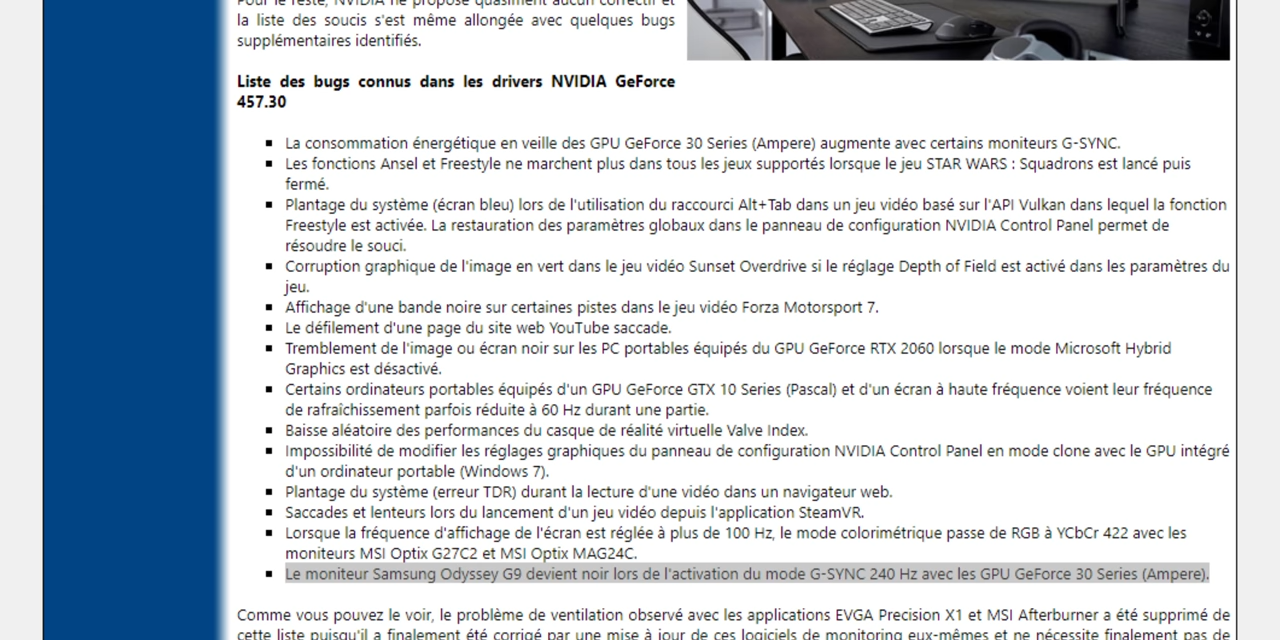 Pour le reste, NVIDIA ne propose quasiment aucun correctif et
la liste des soucis s'est même allongée avec quelques bugs
supplémentaires identifiés.
Liste des bugs connus dans les drivers NVIDIA GeForce
457.30
La consommation énergétique en veille des GPU GeForce 30 Series (Ampere) augmente avec certains moniteurs G-SYNC.
Les fonctions Ansel et Freestyle ne marchent plus dans tous les jeux supportés lorsque le jeu STAR WARS : Squadrons est lancé puis
fermé.
Plantage du système (écran bleu) lors de l'utilisation du raccourci Alt+Tab dans un jeu vidéo basé sur l'API Vulkan dans lequel la fonction
Freestyle est activée. La restauration des paramètres globaux dans le panneau de configuration NVIDIA Control Panel permet de
résoudre le souci.
Corruption graphique de l'image en vert dans le jeu vidéo Sunset Overdrive si le réglage Depth of Field est activé dans les paramètres du
jeu.
Affichage d'une bande noire sur certaines pistes dans le jeu vidéo Forza Motorsport 7.
Le défilement d'une page du site web YouTube saccade.
Tremblement de l'image ou écran noir sur les PC portables équipés du GPU GeForce RTX 2060 lorsque le mode Microsoft Hybrid
Graphics est désactivé.
Certains ordinateurs portables équipés d'un GPU GeForce GTX 10 Series (Pascal) et d'un écran à haute fréquence voient leur fréquence
de rafraîchissement parfois réduite à 60 Hz durant une partie.
Baisse aléatoire des performances du casque de réalité virtuelle Valve Index.
Impossibilité de modifier les réglages graphiques du panneau de configuration NVIDIA Control Panel en mode clone avec le GPU intégré
d'un ordinateur portable (Windows 7).
Plantage du système (erreur TDR) durant la lecture d'une vidéo dans un navigateur web.
Saccades et lenteurs lors du lancement d'un jeu vidéo depuis l'application SteamVR.
Lorsque la fréquence d'affichage de l'écran est réglée à plus de 100 Hz, le mode colorimétrique passe de RGB à YCbCr 422 avec les
moniteurs MSI Optix G27C2 et MSI Optix MAG24C.
Le moniteur Samsung Odyssey G9 devient noir lors de l'activation du mode G-SYNC 240 Hz avec les GPU GeForce 30 Series (Ampere).
Comme vous pouvez le voir, le problème de ventilation observé avec les applications EVGA Precision X1 et MSI Afterburner a été supprimé de
cette liste puisqu'il a finalement été corrigé par une mise à jour de ces logiciels de monitoring eux-mêmes et ne nécessite finalement pas de